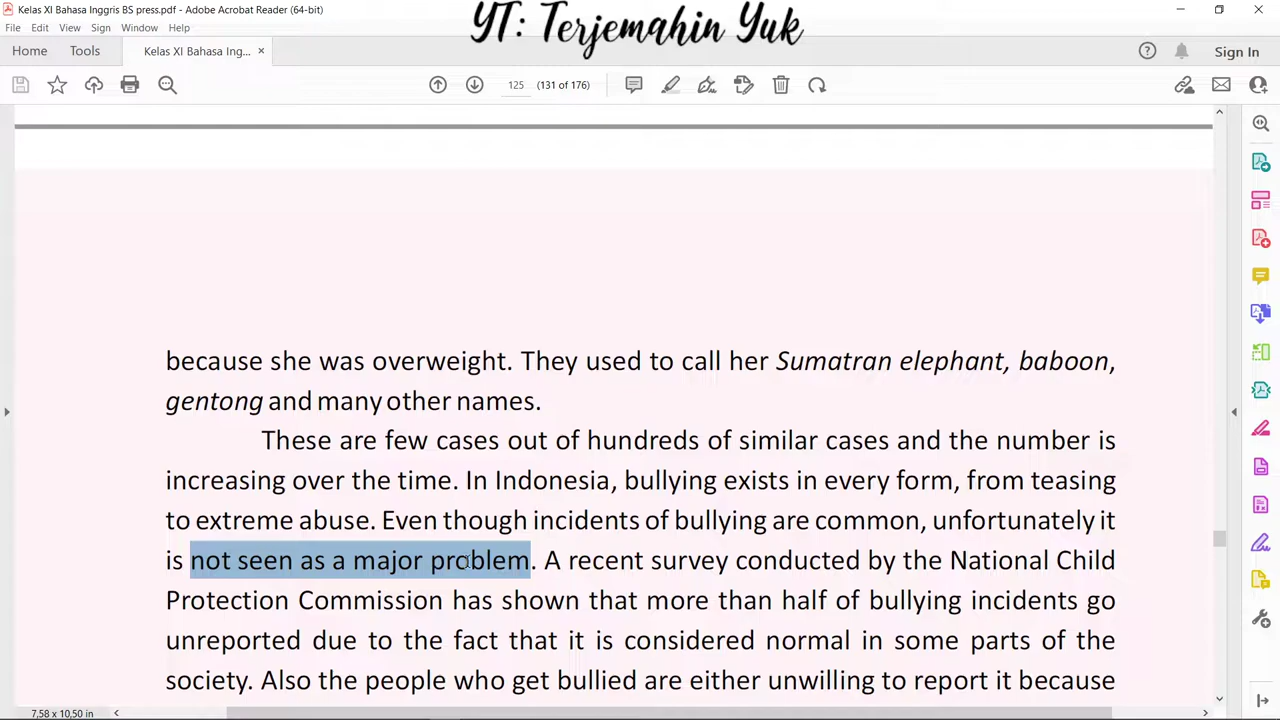 YT: Terjemahin Yuk
Kelas XI Bahasa Inggris BS press.pdf - Adobe Acrobat Reader (64-bit)
File Edit View Sign Window Help
Home Tools Kelas XI Bahasa Ing... × Sign In
125 (131 of 176)
because she was overweight. They used to call her Sumatran elephant, baboon,
gentong and many other names.
These are few cases out of hundreds of similar cases and the number is
increasing over the time. In Indonesia, bullying exists in every form, from teasing
to extreme abuse. Even though incidents of bullying are common, unfortunately it
is not seen as a major problem. A recent survey conducted by the National Child
Protection Commission has shown that more than half of bullying incidents go
unreported due to the fact that it is considered normal in some parts of the
society. Also the people who get bullied are either unwilling to report it because
7,58 x 10,50 in